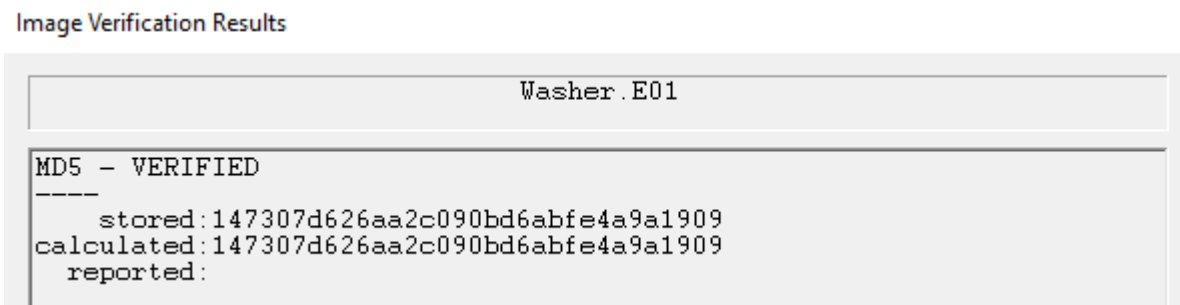 Image Verification Results
Washer.E01
MD5 - VERIFIED
----
stored:147307d626aa2c090bd6abfe4a9a1909
calculated:147307d626aa2c090bd6abfe4a9a1909
reported: